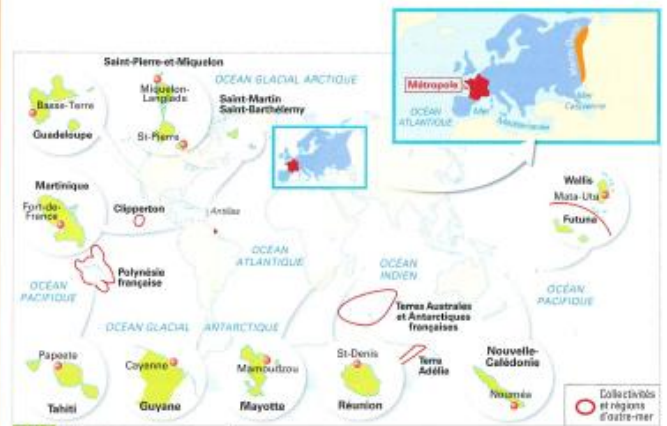 Saint-Pierre-et-Miquelon
OCÉAN GLACIAL ARCTIQUE
Miquelon-
Langlade
Saint-Martin
Saint-Barthélemy
Basse-Terre
St-Pierre
Guadeloupe
Métropole
OCÉAN
ATLANTIQUE
Mer
Méditerranée
Mer
Caspienne
Martinique
Fort-de-
France
Clipperton
Antilles
Wallis
Mata-Utu
Futuna
Polynésie
française
OCÉAN
PACIFIQUE
OCÉAN
ATLANTIQUE
OCÉAN
INDIEN
OCÉAN
PACIFIQUE
Terres Australes
et Antarctiques
françaises
OCÉAN GLACIAL ANTARCTIQUE
Papeete
Tahiti
Cayenne
Guyane
Mamoudzou
Mayotte
St-Denis
Réunion
Terre
Adélie
Nouvelle-
Calédonie
Nouméa
Collectivités
et régions
d'outre-mer